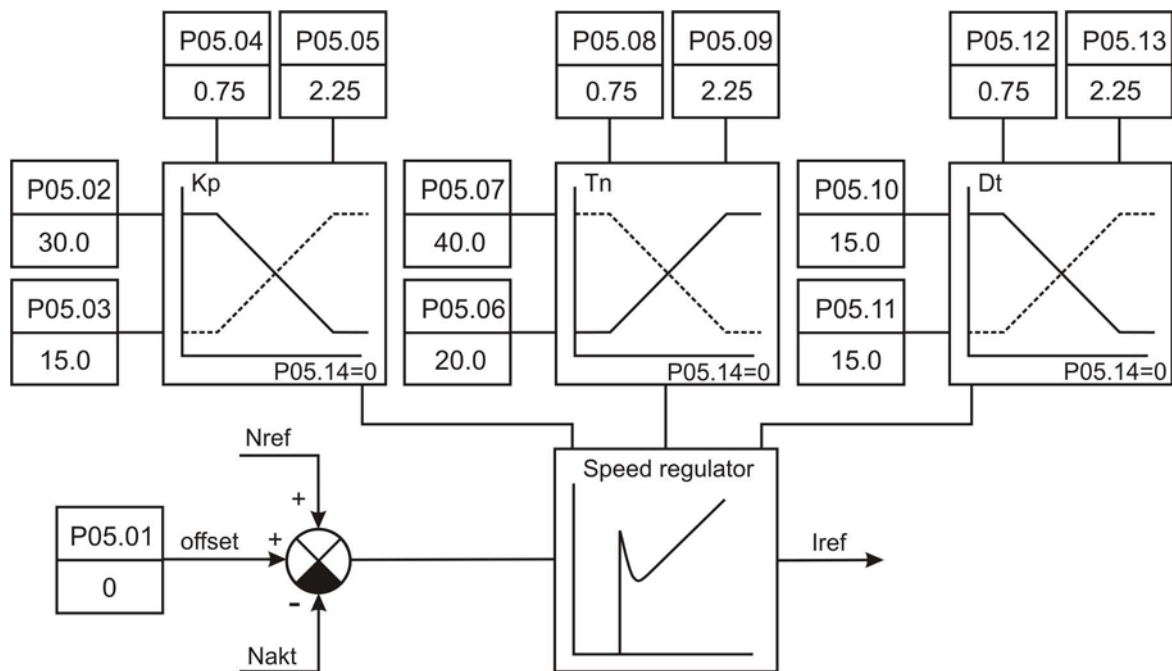 P05.04
P05.05
0.75
2.25
P05.08
P05.09
0.75
2.25
P05.12
P05.13
0.75
2.25
P05.02
30.0
P05.03
15.0
Kp
P05.14=0
P05.07
40.0
P05.06
20.0
Tn
P05.14=0
P05.10
15.0
P05.11
15.0
Dt
P05.14=0
Nref
+
P05.01
0
offset
+
-
Nakt
Speed regulator
Iref